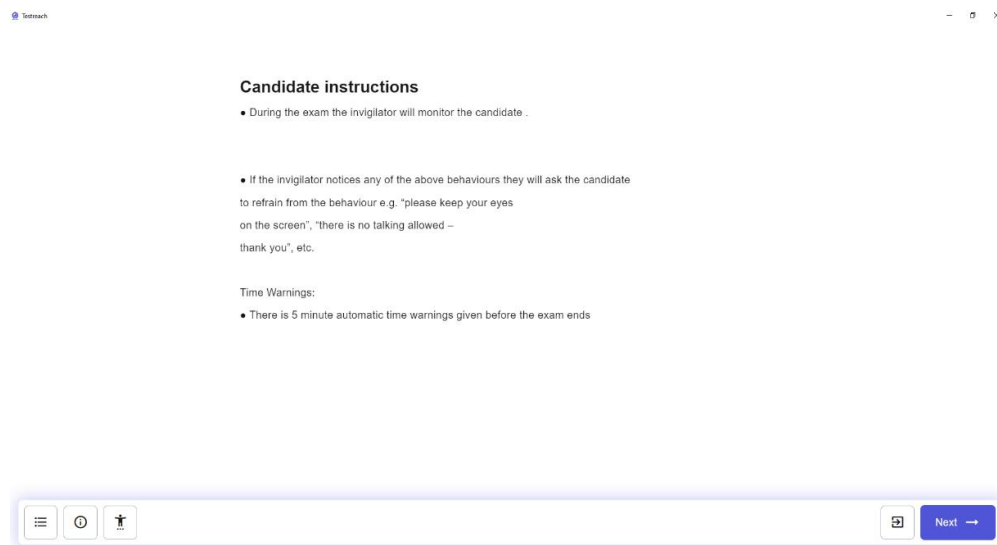 Testreach
Candidate instructions
● During the exam the invigilator will monitor the candidate .
● If the invigilator notices any of the above behaviours they will ask the candidate
to refrain from the behaviour e.g. “please keep your eyes
on the screen”, “there is no talking allowed –
thank you”, etc.
Time Warnings:
● There is 5 minute automatic time warnings given before the exam ends
Next →